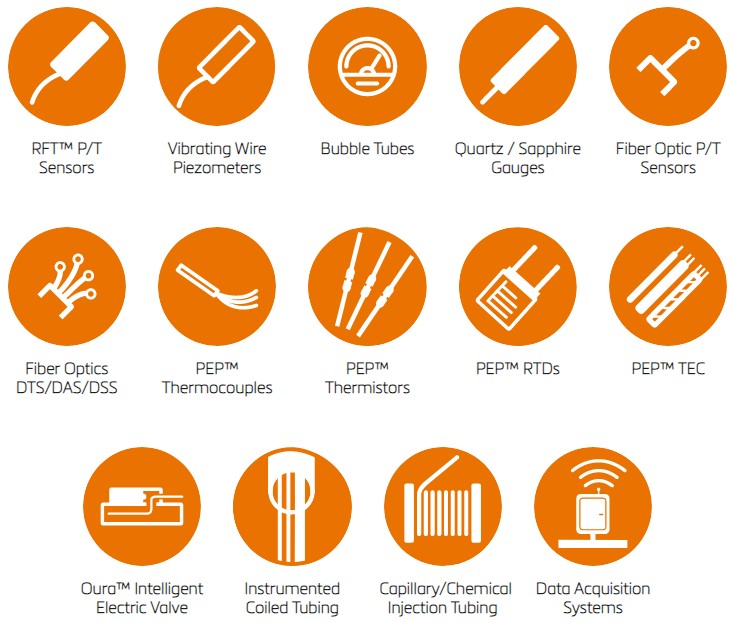 RFT™ P/T
Sensors
Vibrating Wire
Piezometers
Bubble Tubes
Quartz / Sapphire
Gauges
Fiber Optic P/T
Sensors
Fiber Optics
DTS/DAS/DSS
PEP™
Thermocouples
PEP™
Thermistors
PEP™ RTDs
PEP™ TEC
Oura™ Intelligent
Electric Valve
Instrumented
Coiled Tubing
Capillary/Chemical
Injection Tubing
Data Acquisition
Systems